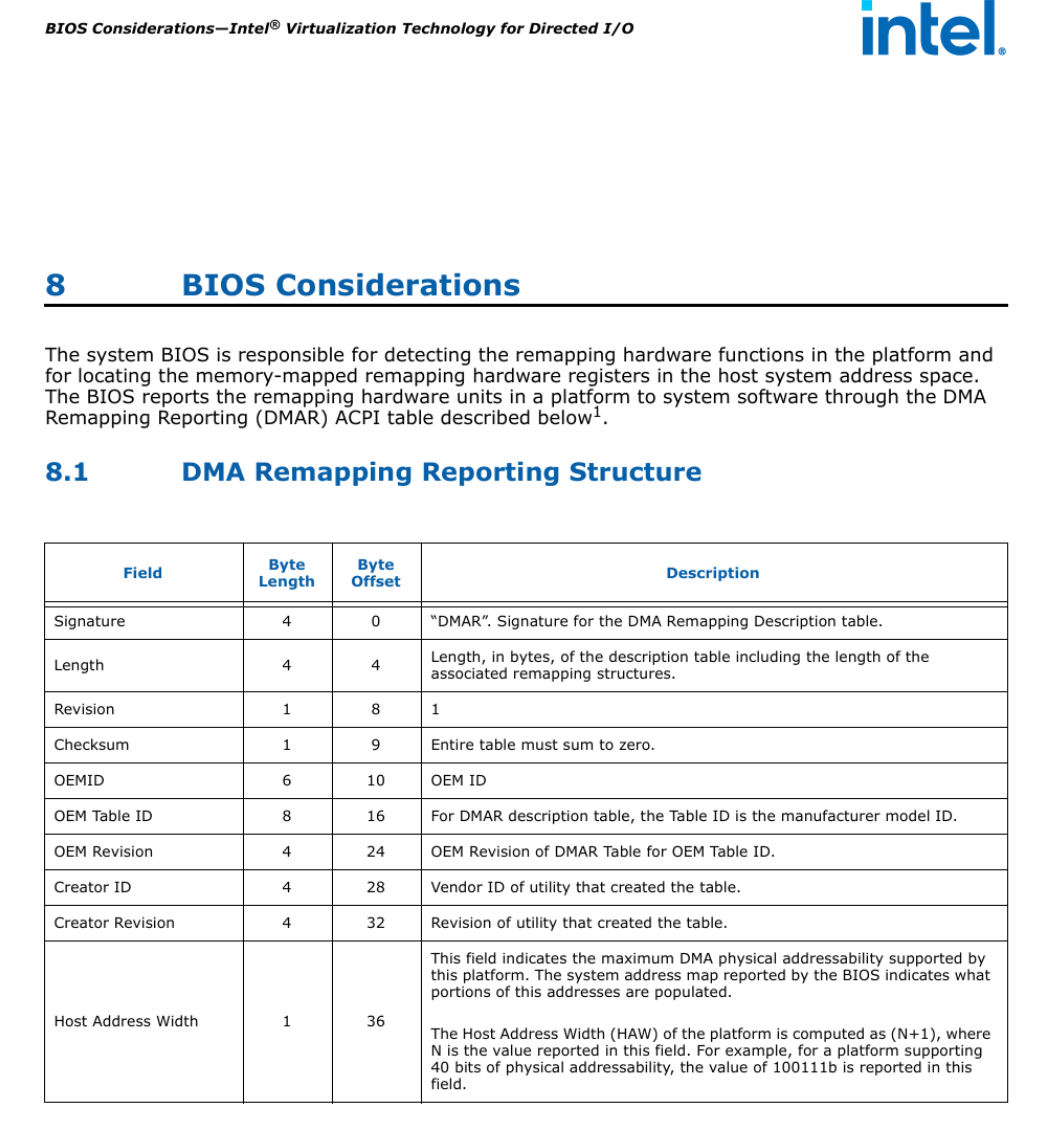 BIOS Considerations—Intel® Virtualization Technology for Directed I/O
intel®
8 BIOS Considerations
The system BIOS is responsible for detecting the remapping hardware functions in the platform and
for locating the memory-mapped remapping hardware registers in the host system address space.
The BIOS reports the remapping hardware units in a platform to system software through the DMA
Remapping Reporting (DMAR) ACPI table described below1.
8.1 DMA Remapping Reporting Structure
Field Byte Length Byte Offset Description
Signature 4 0 “DMAR”. Signature for the DMA Remapping Description table.
Length 4 4 Length, in bytes, of the description table including the length of the
associated remapping structures.
Revision 1 8 1
Checksum 1 9 Entire table must sum to zero.
OEMID 6 10 OEM ID
OEM Table ID 8 16 For DMAR description table, the Table ID is the manufacturer model ID.
OEM Revision 4 24 OEM Revision of DMAR Table for OEM Table ID.
Creator ID 4 28 Vendor ID of utility that created the table.
Creator Revision 4 32 Revision of utility that created the table.
Host Address Width 1 36 This field indicates the maximum DMA physical addressability supported by
this platform. The system address map reported by the BIOS indicates what
portions of this addresses are populated.
The Host Address Width (HAW) of the platform is computed as (N+1), where
N is the value reported in this field. For example, for a platform supporting
40 bits of physical addressability, the value of 100111b is reported in this
field.